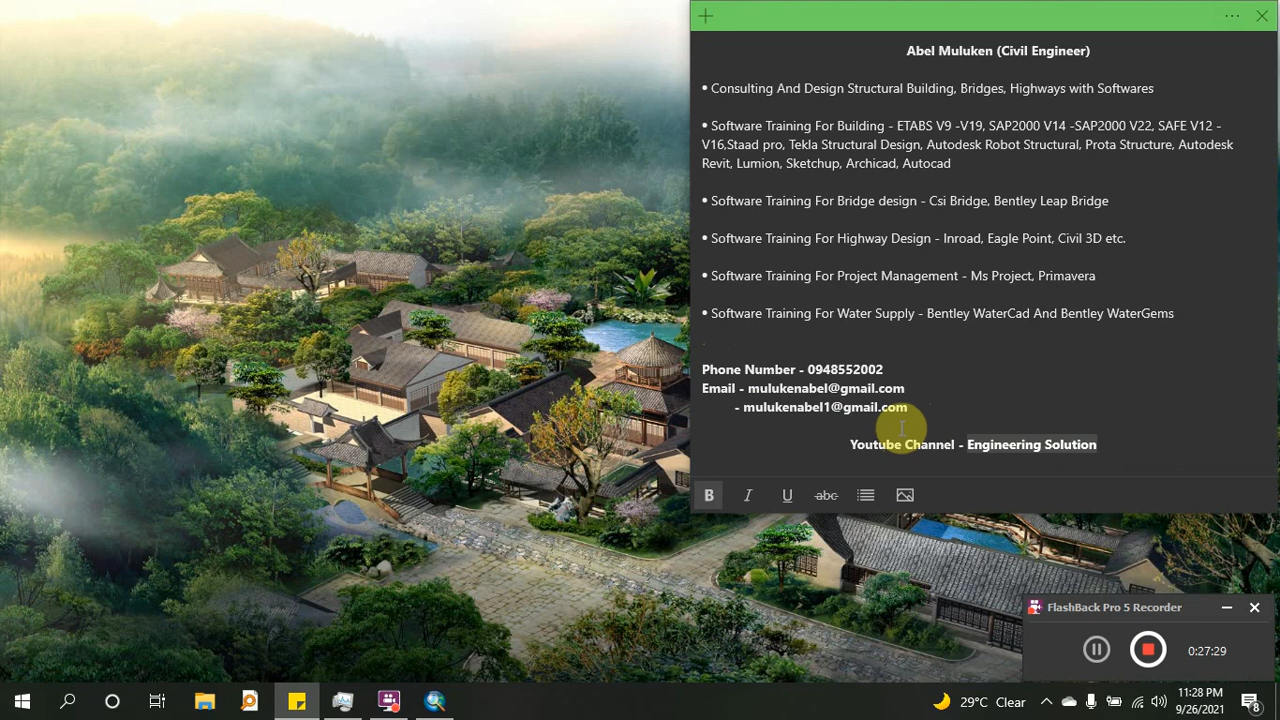 Abel Muluken (Civil Engineer)
• Consulting And Design Structural Building, Bridges, Highways with Softwares
• Software Training For Building - ETABS V9 -V19, SAP2000 V14 -SAP2000 V22, SAFE V12 -
V16,Staad pro, Tekla Structural Design, Autodesk Robot Structural, Prota Structure, Autodesk
Revit, Lumion, Sketchup, Archicad, Autocad
• Software Training For Bridge design - Csi Bridge, Bentley Leap Bridge
• Software Training For Highway Design - Inroad, Eagle Point, Civil 3D etc.
• Software Training For Project Management - Ms Project, Primavera
• Software Training For Water Supply - Bentley WaterCad And Bentley WaterGems
Phone Number - 0948552002
Email - mulukenabel@gmail.com
- mulukenabel1@gmail.com
Youtube Channel - Engineering Solution
B I U abc
FlashBack Pro 5 Recorder
0:27:29
29°C Clear
11:28 PM
9/26/2021
8